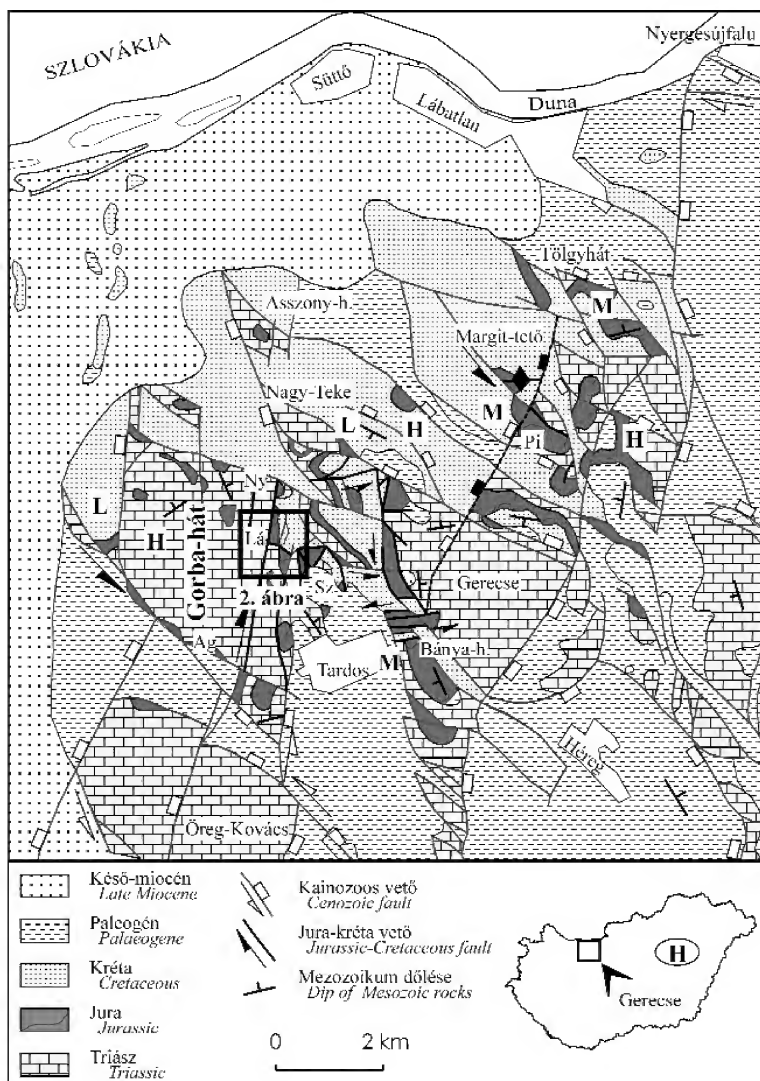 Nyergesújfalu
SZLOVÁKIA
Süttő
Lábatlan
Duna
Tölgyhát
Asszony-h.
M
Margit-tető
Nagy-Teke
M
L
H
H
Pi
Ny
L
Lá
H
Gorba-hát
Gerecse
Sz
2. ábra
Ag
Tardos
M
Bánya-h.
Héreg
Öreg-Kovács
Késő-miocén
Late Miocene
Paleogén
Palaeogene
Kréta
Cretaceous
Jura
Jurassic
Triász
Triassic
Kainozoos vető
Cenozoic fault
Jura-kréta vető
Jurassic-Cretaceous fault
Mezozoikum dőlése
Dip of Mesozoic rocks
0 2 km
H
Gerecse